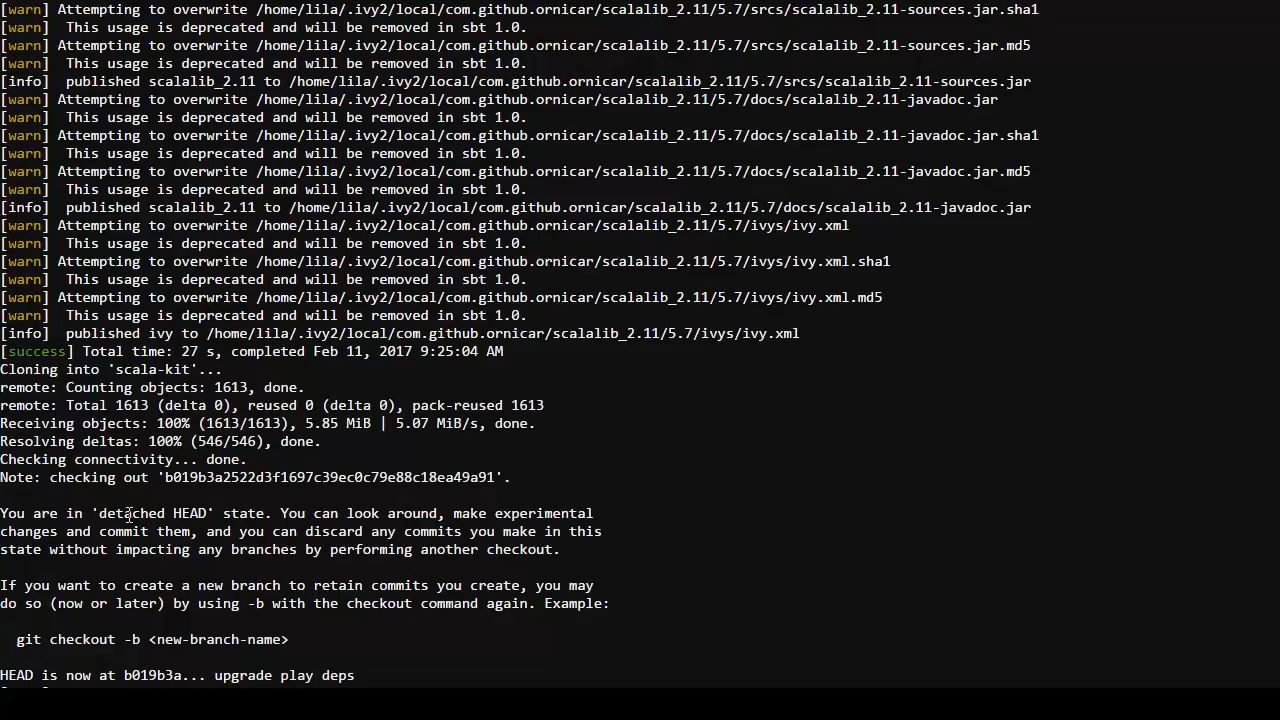 [warn] Attempting to overwrite /home/lila/.ivy2/local/com.github.ornicar/scalalib_2.11/5.7/srcs/scalalib_2.11-sources.jar.sha1
[warn]  This usage is deprecated and will be removed in sbt 1.0.
[warn] Attempting to overwrite /home/lila/.ivy2/local/com.github.ornicar/scalalib_2.11/5.7/srcs/scalalib_2.11-sources.jar.md5
[warn]  This usage is deprecated and will be removed in sbt 1.0.
[info]  published scalalib_2.11 to /home/lila/.ivy2/local/com.github.ornicar/scalalib_2.11/5.7/srcs/scalalib_2.11-sources.jar
[warn] Attempting to overwrite /home/lila/.ivy2/local/com.github.ornicar/scalalib_2.11/5.7/docs/scalalib_2.11-javadoc.jar
[warn]  This usage is deprecated and will be removed in sbt 1.0.
[warn] Attempting to overwrite /home/lila/.ivy2/local/com.github.ornicar/scalalib_2.11/5.7/docs/scalalib_2.11-javadoc.jar.sha1
[warn]  This usage is deprecated and will be removed in sbt 1.0.
[warn] Attempting to overwrite /home/lila/.ivy2/local/com.github.ornicar/scalalib_2.11/5.7/docs/scalalib_2.11-javadoc.jar.md5
[warn]  This usage is deprecated and will be removed in sbt 1.0.
[info]  published scalalib_2.11 to /home/lila/.ivy2/local/com.github.ornicar/scalalib_2.11/5.7/docs/scalalib_2.11-javadoc.jar
[warn] Attempting to overwrite /home/lila/.ivy2/local/com.github.ornicar/scalalib_2.11/5.7/ivys/ivy.xml
[warn]  This usage is deprecated and will be removed in sbt 1.0.
[warn] Attempting to overwrite /home/lila/.ivy2/local/com.github.ornicar/scalalib_2.11/5.7/ivys/ivy.xml.sha1
[warn]  This usage is deprecated and will be removed in sbt 1.0.
[warn] Attempting to overwrite /home/lila/.ivy2/local/com.github.ornicar/scalalib_2.11/5.7/ivys/ivy.xml.md5
[warn]  This usage is deprecated and will be removed in sbt 1.0.
[info]  published ivy to /home/lila/.ivy2/local/com.github.ornicar/scalalib_2.11/5.7/ivys/ivy.xml
[success] Total time: 27 s, completed Feb 11, 2017 9:25:04 AM
Cloning into 'scala-kit'...
remote: Counting objects: 1613, done.
remote: Total 1613 (delta 0), reused 0 (delta 0), pack-reused 1613
Receiving objects: 100% (1613/1613), 5.85 MiB | 5.07 MiB/s, done.
Resolving deltas: 100% (546/546), done.
Checking connectivity... done.
Note: checking out 'b019b3a2522d3f1697c39ec0c79e88c18ea49a91'.
You are in 'detached HEAD' state. You can look around, make experimental
changes and commit them, and you can discard any commits you make in this
state without impacting any branches by performing another checkout.
If you want to create a new branch to retain commits you create, you may
do so (now or later) by using -b with the checkout command again. Example:
git checkout -b <new-branch-name>
HEAD is now at b019b3a... upgrade play deps